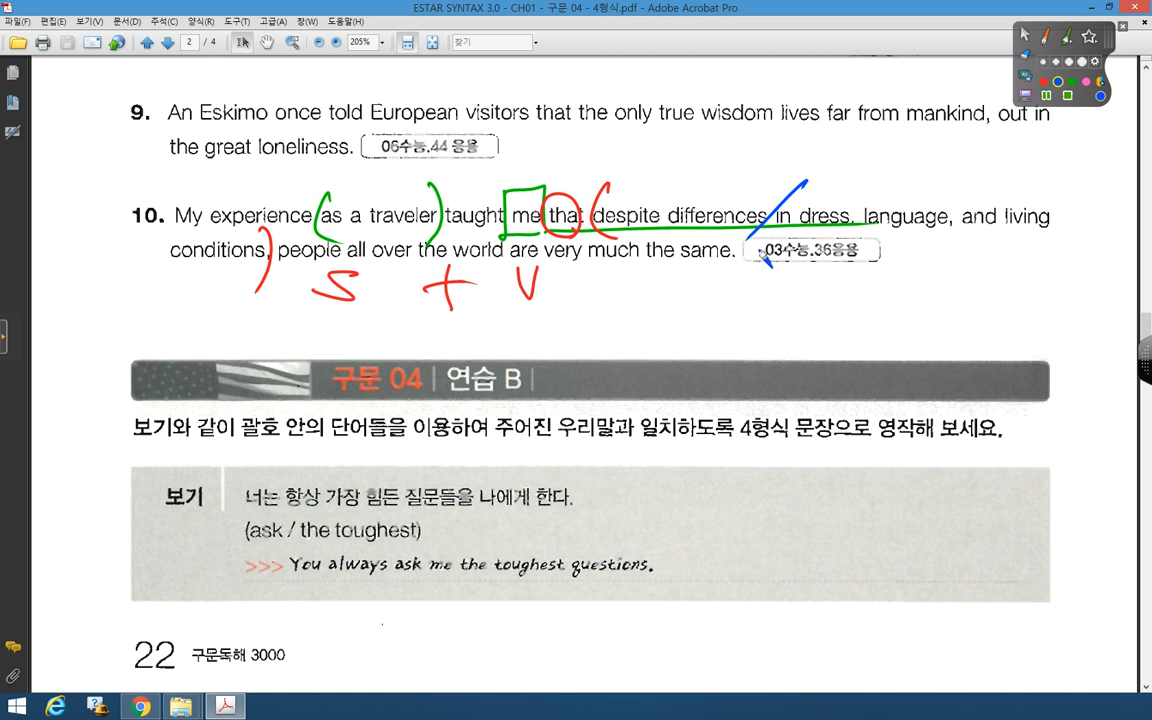 ESTAR SYNTAX 3.0 - CH01 - 구문 04 - 4형식.pdf - Adobe Acrobat Pro
파일(F) 편집(E) 보기(V) 문서(D) 주석(C) 양식(R) 도구(T) 고급(A) 창(W) 도움말(H)
2 / 4 205% 찾기
9. An Eskimo once told European visitors that the only true wisdom lives far from mankind, out in
the great loneliness. 06수능.44 응용
10. My experience (as a traveler) taught me that (despite differences in dress, language, and living
conditions,) people all over the world are very much the same. 03수능.36응용
S + V
구문 04 | 연습 B |
보기와 같이 괄호 안의 단어들을 이용하여 주어진 우리말과 일치하도록 4형식 문장으로 영작해 보세요.
보기 너는 항상 가장 힘든 질문들을 나에게 한다.
(ask / the toughest)
>>> You always ask me the toughest questions.
22 구문독해 3000